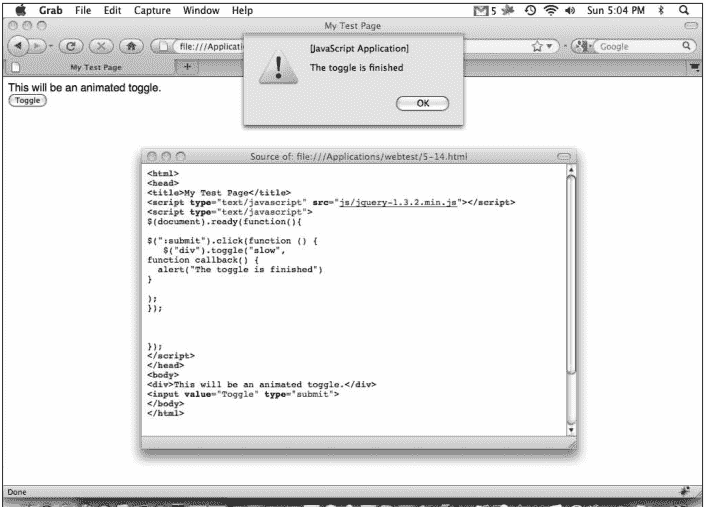 Grab File Edit Capture Window Help 5 Sun 5:04 PM
My Test Page
file:///Applicati
Google
[JavaScript Application]
The toggle is finished
OK
My Test Page
This will be an animated toggle.
Toggle
Source of: file:///Applications/webtest/5-14.html
<html>
<head>
<title>My Test Page</title>
<script type="text/javascript" src="js/jquery-1.3.2.min.js"></script>
<script type="text/javascript">
$(document).ready(function(){
$(":submit").click(function () {
$("div").toggle("slow",
function callback() {
alert("The toggle is finished")
}
);
});
});
</script>
</head>
<body>
<div>This will be an animated toggle.</div>
<input value="Toggle" type="submit">
</body>
</html>
Done